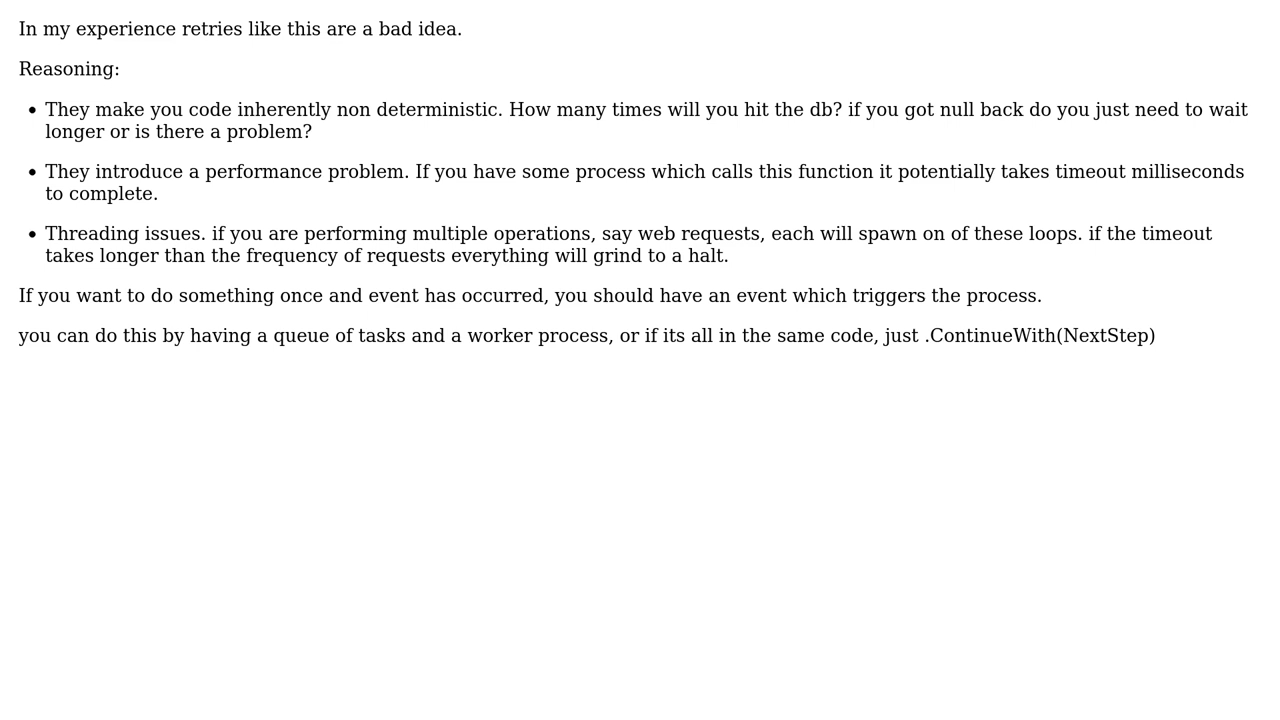 In my experience retries like this are a bad idea.
Reasoning:
• They make you code inherently non deterministic. How many times will you hit the db? if you got null back do you just need to wait
longer or is there a problem?
• They introduce a performance problem. If you have some process which calls this function it potentially takes timeout milliseconds
to complete.
• Threading issues. if you are performing multiple operations, say web requests, each will spawn on of these loops. if the timeout
takes longer than the frequency of requests everything will grind to a halt.
If you want to do something once and event has occurred, you should have an event which triggers the process.
you can do this by having a queue of tasks and a worker process, or if its all in the same code, just .ContinueWith(NextStep)